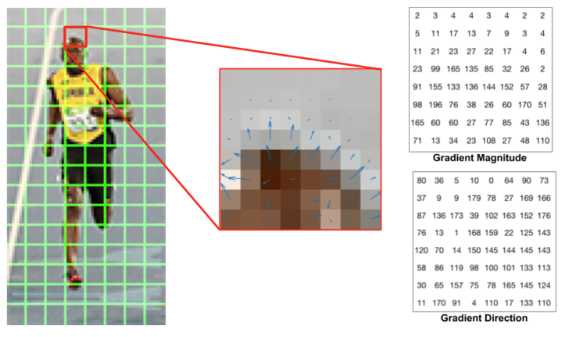 2 3 4 4 3 4 2 2
5 11 17 13 7 9 3 4
11 21 23 27 22 17 4 6
23 99 165 135 85 32 26 2
91 155 133 136 144 152 57 28
98 196 76 38 26 60 170 51
165 60 60 27 77 85 43 136
71 13 34 23 108 27 48 110
Gradient Magnitude
80 36 5 10 0 64 90 73
37 9 9 179 78 27 169 166
87 136 173 39 102 163 152 176
76 13 1 168 159 22 125 143
120 70 14 150 145 144 145 143
58 86 119 98 100 101 133 113
30 65 157 75 78 165 145 124
11 170 91 4 110 17 133 110
Gradient Direction